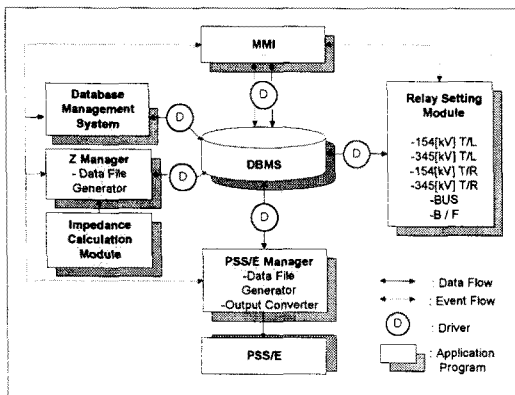 MMI
D
Database
Management
System
D
Z Manager
- Data File
Generator
D
Impedance
Calculation
Module
DBMS
D
Relay Setting
Module
-154[kV] T/L
-345[kV] T/L
-154[kV] T/R
-345[kV] T/R
-BUS
-B / F
D
PSS/E Manager
-Data File
Generator
-Output Converter
PSS/E
: Data Flow
: Event Flow
D : Driver
: Application
Program